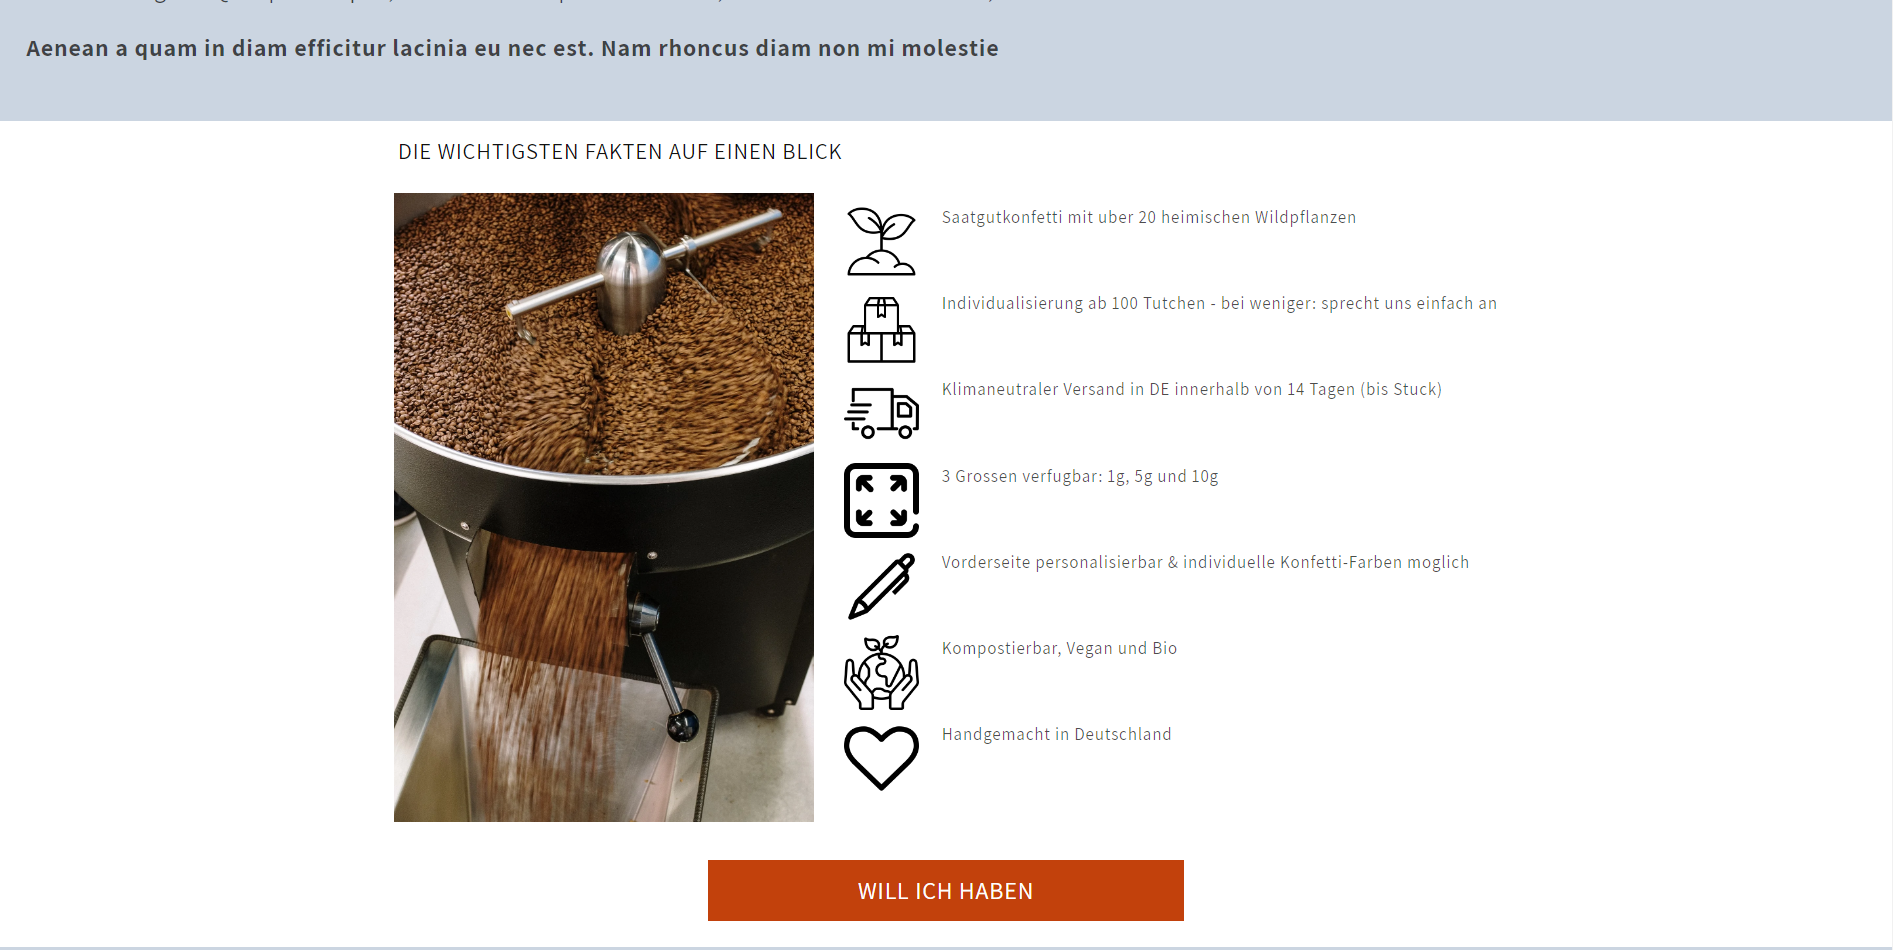 Aenean a quam in diam efficitur lacinia eu nec est. Nam rhoncus diam non mi molestie
DIE WICHTIGSTEN FAKTEN AUF EINEN BLICK
Saatgutkonfetti mit uber 20 heimischen Wildpflanzen
Individualisierung ab 100 Tutchen - bei weniger: sprecht uns einfach an
Klimaneutraler Versand in DE innerhalb von 14 Tagen (bis Stuck)
3 Grossen verfugbar: 1g, 5g und 10g
Vorderseite personalisierbar & individuelle Konfetti-Farben moglich
Kompostierbar, Vegan und Bio
Handgemacht in Deutschland
WILL ICH HABEN